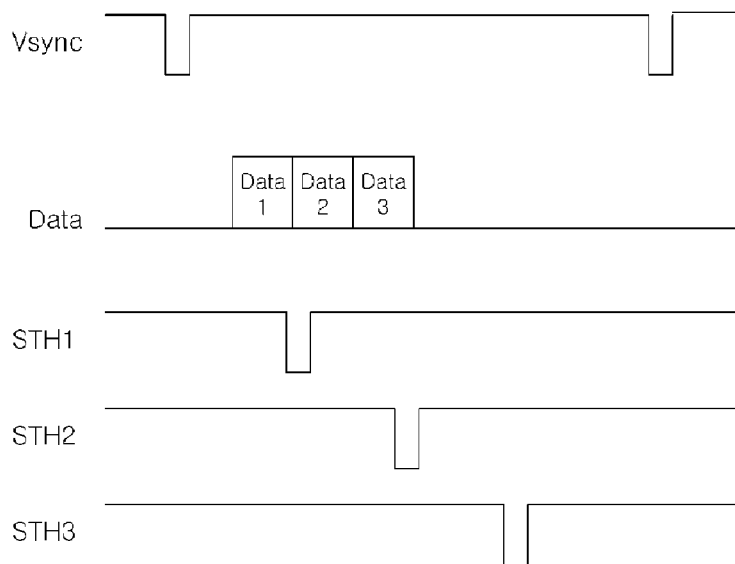 Vsync
Data Data Data
1 2 3
Data
STH1
STH2
STH3